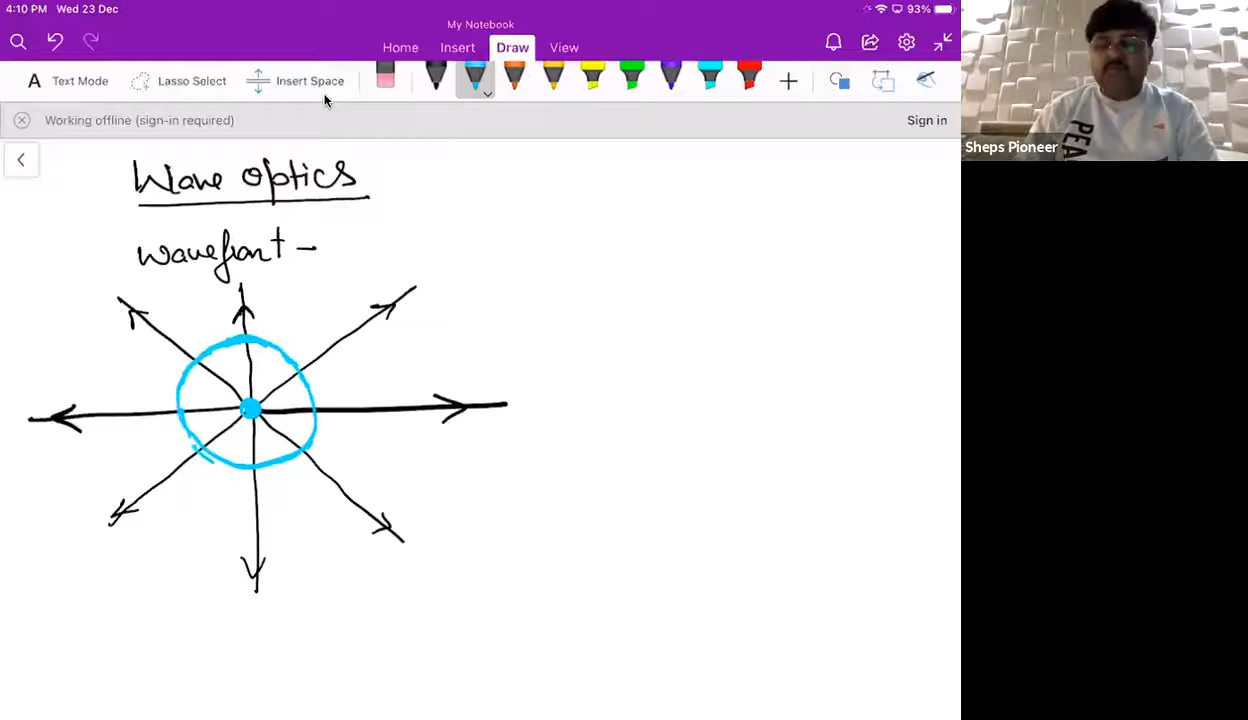 4:10 PM Wed 23 Dec
93%
My Notebook
Home Insert Draw View
A Text Mode Lasso Select Insert Space
Working offline (sign-in required) Sign in
Wave optics
wavefront -
PEA
Sheps Pioneer